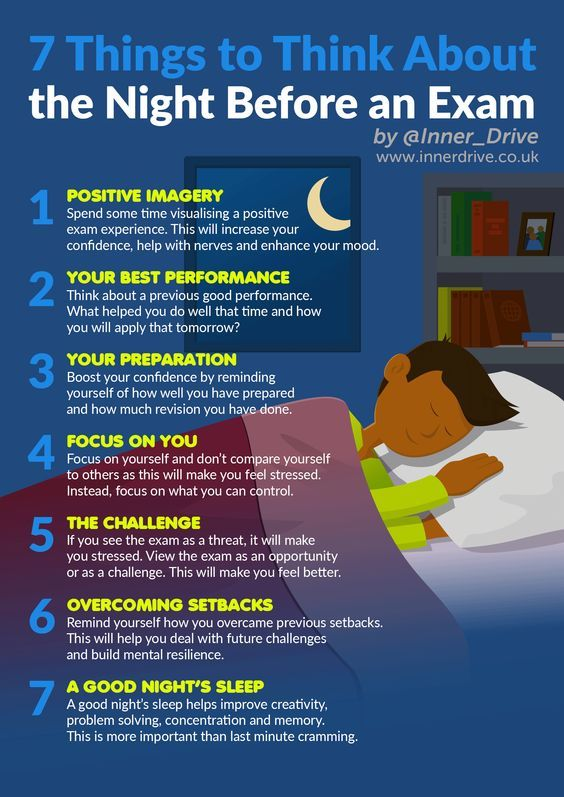 7 Things to Think About
the Night Before an Exam
by @Inner_Drive
www.innerdrive.co.uk
1 POSITIVE IMAGERY
Spend some time visualising a positive
exam experience. This will increase your
confidence, help with nerves and enhance your mood.
2 YOUR BEST PERFORMANCE
Think about a previous good performance.
What helped you do well that time and how
you will apply that tomorrow?
3 YOUR PREPARATION
Boost your confidence by reminding
yourself of how well you have prepared
and how much revision you have done.
4 FOCUS ON YOU
Focus on yourself and don't compare yourself
to others as this will make you feel stressed.
Instead, focus on what you can control.
5 THE CHALLENGE
If you see the exam as a threat, it will make
you stressed. View the exam as an opportunity
or as a challenge. This will make you feel better.
6 OVERCOMING SETBACKS
Remind yourself how you overcame previous setbacks.
This will help you deal with future challenges
and build mental resilience.
7 A GOOD NIGHT'S SLEEP
A good night's sleep helps improve creativity,
problem solving, concentration and memory.
This is more important than last minute cramming.